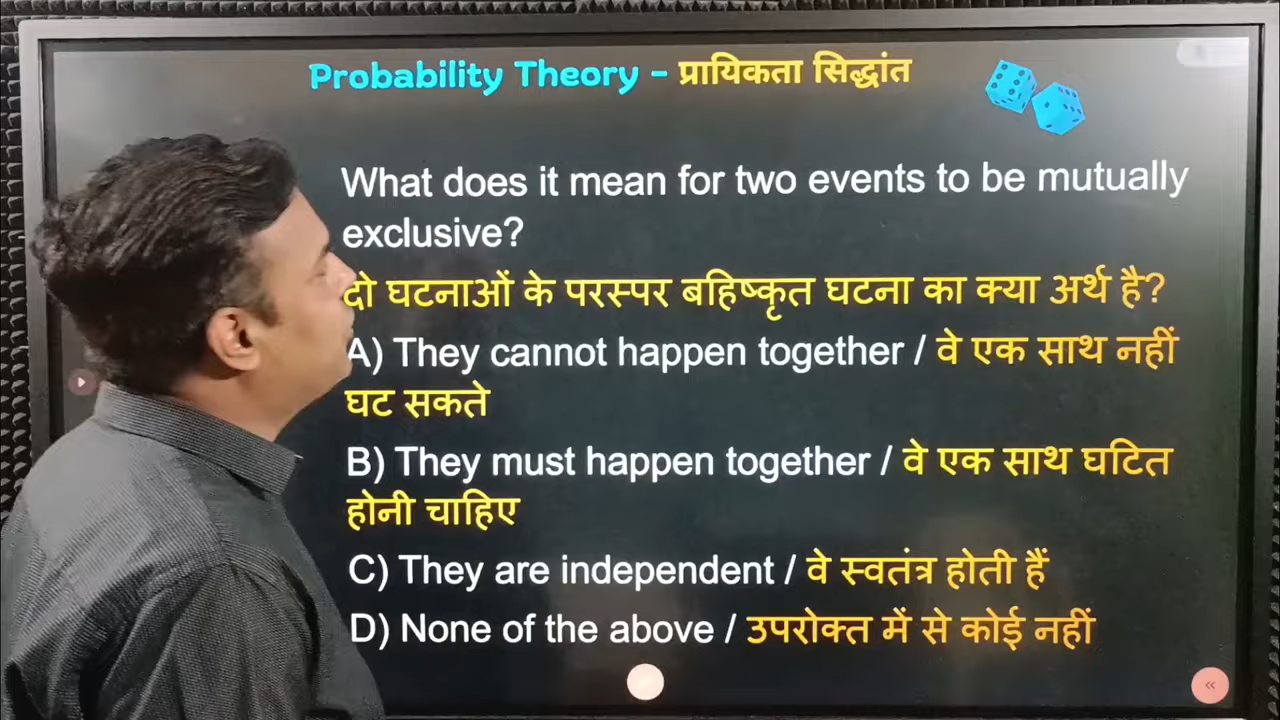 Probability Theory - प्रायिकता सिद्धांत
What does it mean for two events to be mutually
exclusive?
दो घटनाओं के परस्पर बहिष्कृत घटना का क्या अर्थ है?
A) They cannot happen together / वे एक साथ नहीं
घट सकते
B) They must happen together / वे एक साथ घटित
होनी चाहिए
C) They are independent / वे स्वतंत्र होती हैं
D) None of the above / उपरोक्त में से कोई नहीं